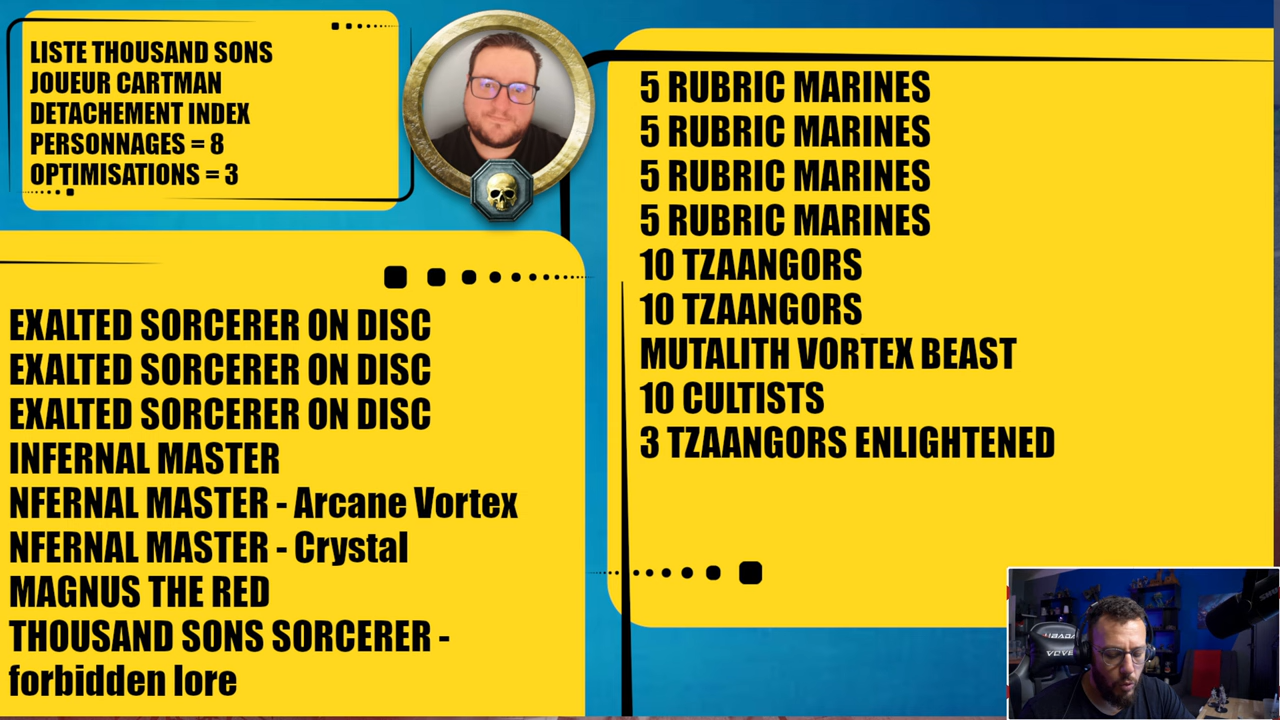 LISTE THOUSAND SONS
JOUEUR CARTMAN
DETACHEMENT INDEX
PERSONNAGES = 8
OPTIMISATIONS = 3
EXALTED SORCERER ON DISC
EXALTED SORCERER ON DISC
EXALTED SORCERER ON DISC
INFERNAL MASTER
NFERNAL MASTER - Arcane Vortex
NFERNAL MASTER - Crystal
MAGNUS THE RED
THOUSAND SONS SORCERER -
forbidden lore
5 RUBRIC MARINES
5 RUBRIC MARINES
5 RUBRIC MARINES
5 RUBRIC MARINES
10 TZAANGORS
10 TZAANGORS
MUTALITH VORTEX BEAST
10 CULTISTS
3 TZAANGORS ENLIGHTENED